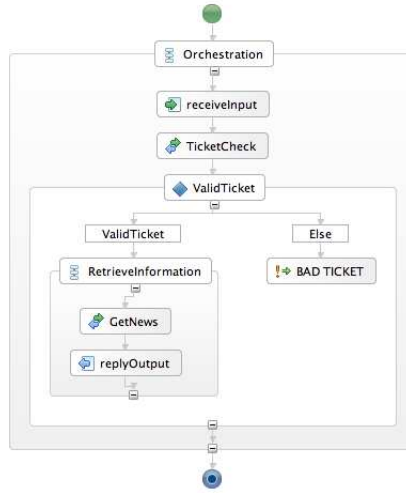 Orchestration
receiveInput
TicketCheck
ValidTicket
ValidTicket
Else
RetrieveInformation
BAD TICKET
GetNews
replyOutput